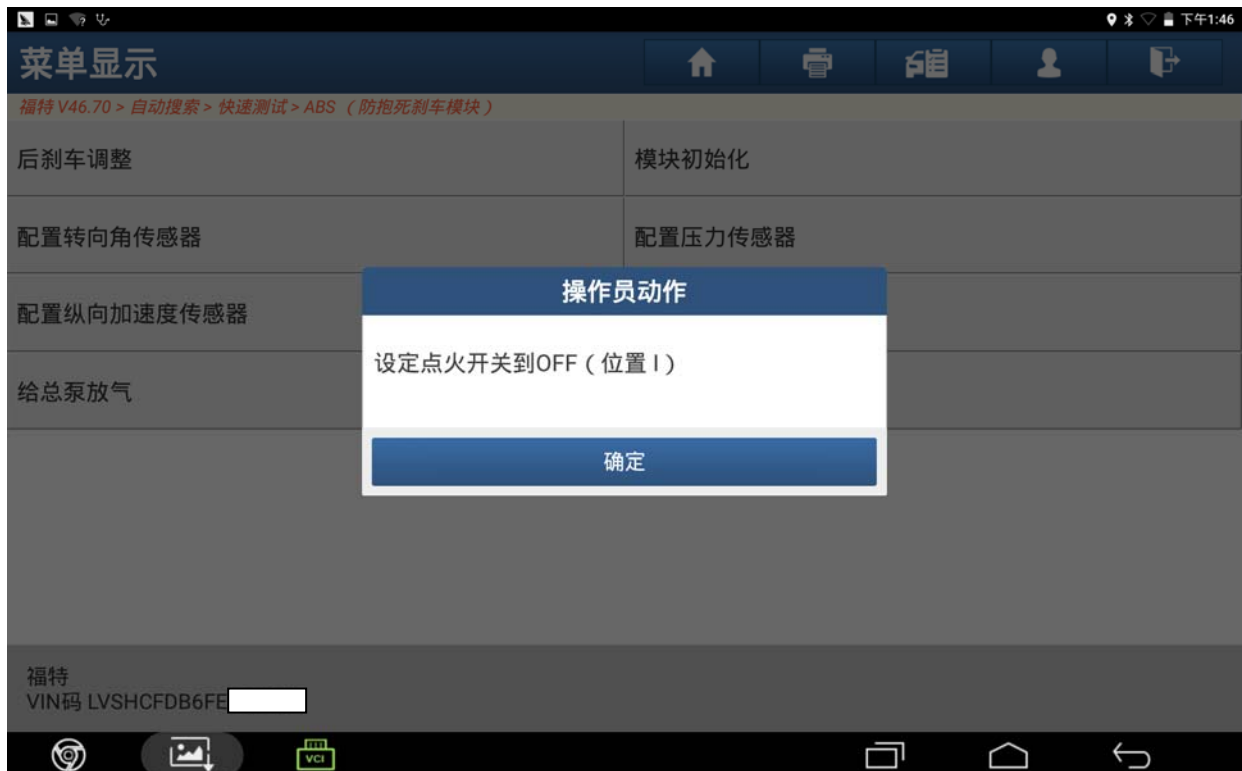 下午1:46
菜单显示
福特 V46.70 > 自动搜索 > 快速测试 > ABS （防抱死刹车模块）
后刹车调整
模块初始化
配置转向角传感器
配置压力传感器
配置纵向加速度传感器
给总泵放气
操作员动作
设定点火开关到OFF（位置 I）
确定
福特
VIN码 LVSHCFDB6FE
VCI